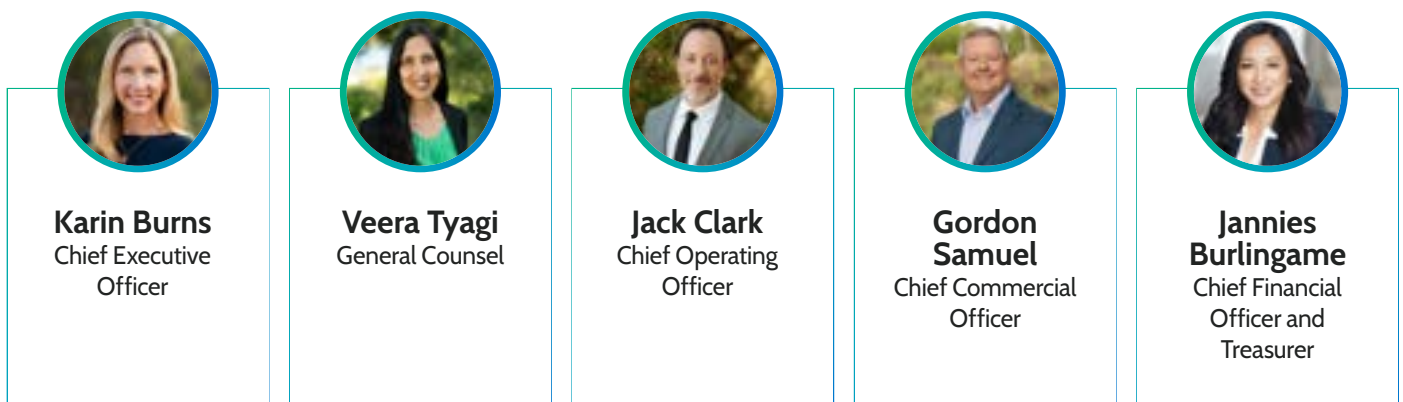 Karin Burns
Chief Executive
Officer
Veera Tyagi
General Counsel
Jack Clark
Chief Operating
Officer
Gordon
Samuel
Chief Commercial
Officer
Jannies
Burlingame
Chief Financial
Officer and
Treasurer